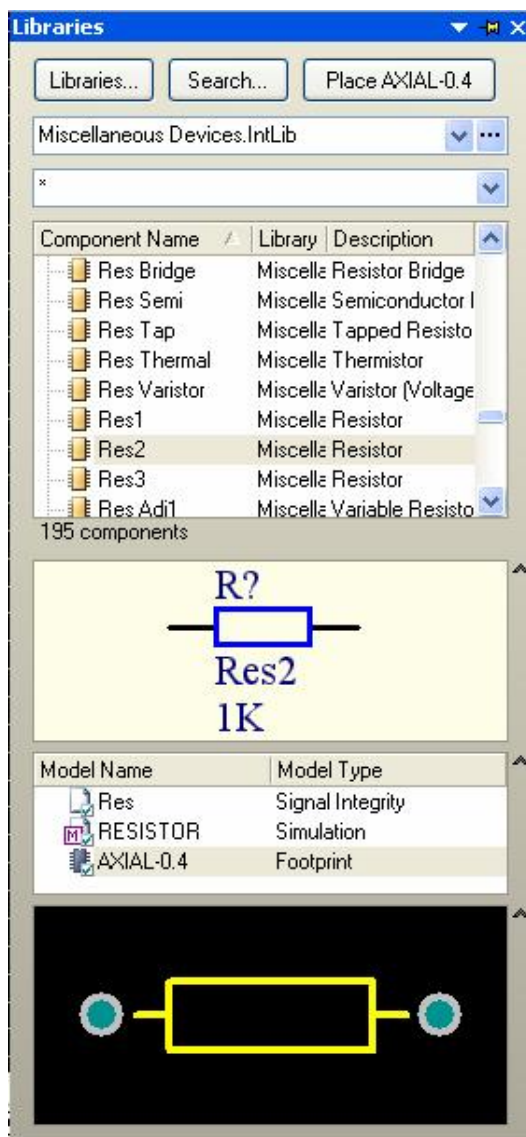 Libraries
Libraries... Search... Place AXIAL-0.4
Miscellaneous Devices.IntLib ...
*
Component Name Library Description
Res Bridge Miscella Resistor Bridge
Res Semi Miscella Semiconductor
Res Tap Miscella Tapped Resisto
Res Thermal Miscella Thermistor
Res Varistor Miscella Varistor (Voltage
Res1 Miscella Resistor
Res2 Miscella Resistor
Res3 Miscella Resistor
Res Adj1 Miscella Variable Resisto
195 components
R?
Res2
1K
Model Name Model Type
Res Signal Integrity
RESISTOR Simulation
AXIAL-0.4 Footprint